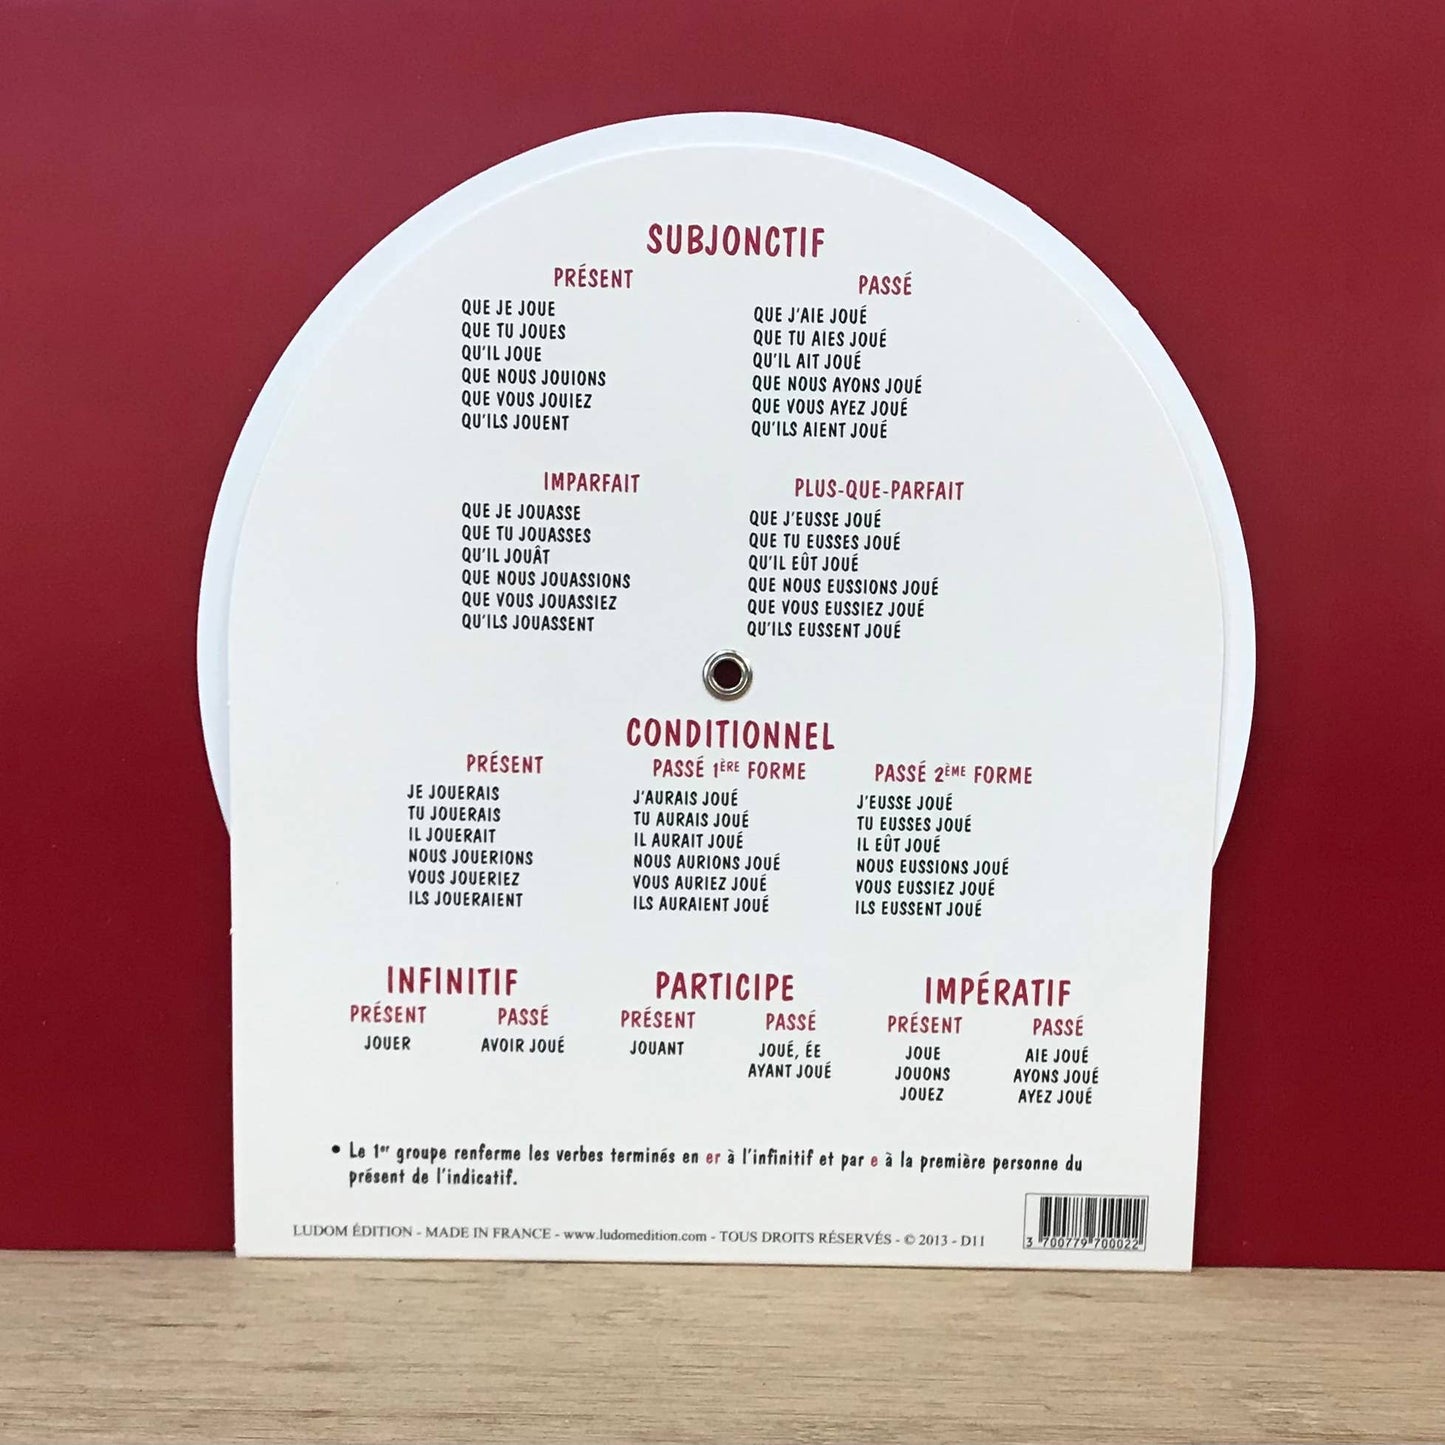 SUBJONCTIF
PRÉSENT
QUE JE JOUE
QUE TU JOUES
QU'IL JOUE
QUE NOUS JOUIONS
QUE VOUS JOUIEZ
QU'ILS JOUENT
PASSÉ
QUE J'AIE JOUÉ
QUE TU AIES JOUÉ
QU'IL AIT JOUÉ
QUE NOUS AYONS JOUÉ
QUE VOUS AYEZ JOUÉ
QU'ILS AIENT JOUÉ
IMPARFAIT
QUE JE JOUASSE
QUE TU JOUASSES
QU'IL JOUÂT
QUE NOUS JOUASSIONS
QUE VOUS JOUASSIEZ
QU'ILS JOUASSENT
PLUS-QUE-PARFAIT
QUE J'EUSSE JOUÉ
QUE TU EUSSES JOUÉ
QU'IL EÛT JOUÉ
QUE NOUS EUSSIONS JOUÉ
QUE VOUS EUSSIEZ JOUÉ
QU'ILS EUSSENT JOUÉ
CONDITIONNEL
PRÉSENT
JE JOUERAIS
TU JOUERAIS
IL JOUERAIT
NOUS JOUERIONS
VOUS JOUERIEZ
ILS JOUERAIENT
PASSÉ 1ÈRE FORME
J'AURAIS JOUÉ
TU AURAIS JOUÉ
IL AURAIT JOUÉ
NOUS AURIONS JOUÉ
VOUS AURIEZ JOUÉ
ILS AURAIENT JOUÉ
PASSÉ 2ÈME FORME
J'EUSSE JOUÉ
TU EUSSES JOUÉ
IL EÛT JOUÉ
NOUS EUSSIONS JOUÉ
VOUS EUSSIEZ JOUÉ
ILS EUSSENT JOUÉ
INFINITIF
PRÉSENT
JOUER
PASSÉ
AVOIR JOUÉ
PARTICIPE
PRÉSENT
JOUANT
PASSÉ
JOUÉ, ÉE
AYANT JOUÉ
IMPÉRATIF
PRÉSENT
JOUE
JOUONS
JOUEZ
PASSÉ
AIE JOUÉ
AYONS JOUÉ
AYEZ JOUÉ
• Le 1er groupe renferme les verbes terminés en er à l'infinitif et par e à la première personne du
présent de l'indicatif.
LUDOM ÉDITION - MADE IN FRANCE - www.ludomedition.com - TOUS DROITS RÉSERVÉS - © 2013 - D11
3 700779 700022